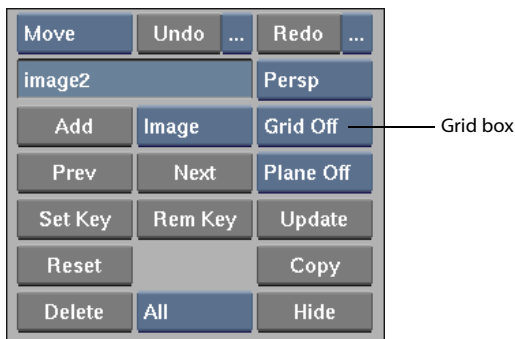 Move Undo ... Redo ...
image2 Persp
Add Image Grid Off Grid box
Prev Next Plane Off
Set Key Rem Key Update
Reset Copy
Delete All Hide